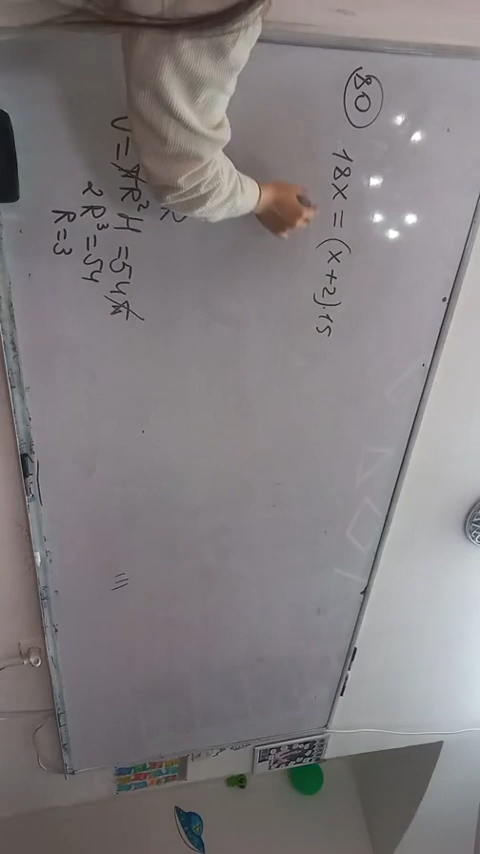 80 18x = (x+2)·15
R
V = πR²H = 54π
2R³ = 54
R = 3